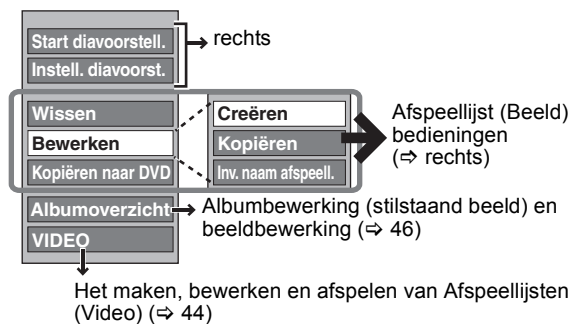 Start diavoorstell.
Instell. diavoorst.
rechts
Wissen
Bewerken
Kopiëren naar DVD
Creëren
Kopiëren
Inv. naam afspeell.
Afspeellijst (Beeld)
bedieningen
(⇨ rechts)
Albumoverzicht
Albumbewerking (stilstaand beeld) en
beeldbewerking (⇨ 46)
VIDEO
Het maken, bewerken en afspelen van Afspeellijsten
(Video) (⇨ 44)